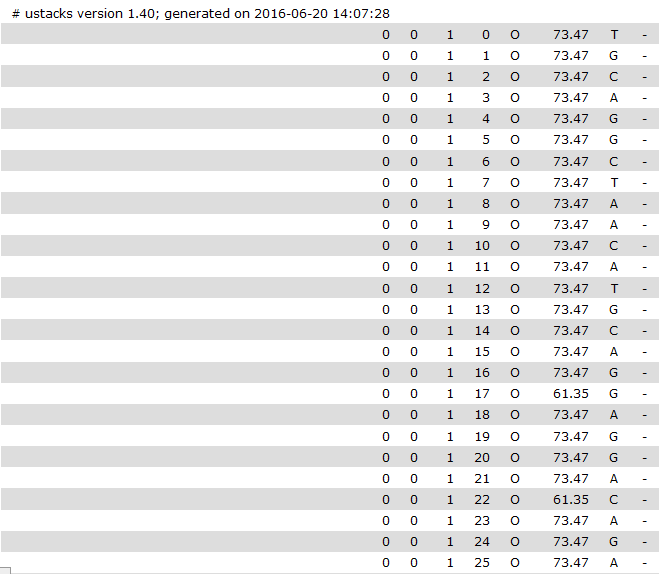 # ustacks version 1.40; generated on 2016-06-20 14:07:28
0 0 1 0 O 73.47 T -
0 0 1 1 O 73.47 G -
0 0 1 2 O 73.47 C -
0 0 1 3 O 73.47 A -
0 0 1 4 O 73.47 G -
0 0 1 5 O 73.47 G -
0 0 1 6 O 73.47 C -
0 0 1 7 O 73.47 T -
0 0 1 8 O 73.47 A -
0 0 1 9 O 73.47 A -
0 0 1 10 O 73.47 C -
0 0 1 11 O 73.47 A -
0 0 1 12 O 73.47 T -
0 0 1 13 O 73.47 G -
0 0 1 14 O 73.47 C -
0 0 1 15 O 73.47 A -
0 0 1 16 O 73.47 G -
0 0 1 17 O 61.35 G -
0 0 1 18 O 73.47 A -
0 0 1 19 O 73.47 G -
0 0 1 20 O 73.47 G -
0 0 1 21 O 73.47 A -
0 0 1 22 O 61.35 C -
0 0 1 23 O 73.47 A -
0 0 1 24 O 73.47 G -
0 0 1 25 O 73.47 A -